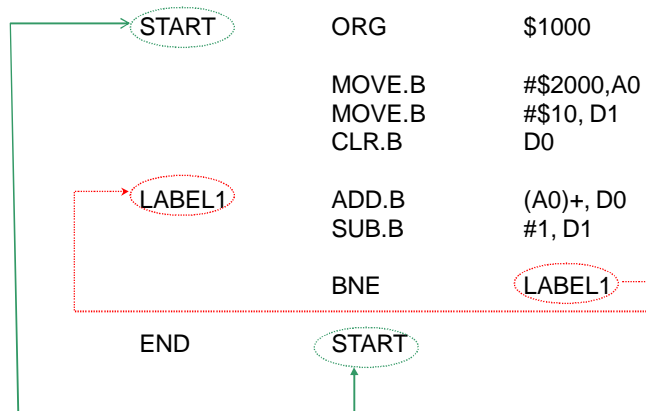 START ORG $1000
MOVE.B #$2000,A0
MOVE.B #$10, D1
CLR.B D0
LABEL1 ADD.B (A0)+, D0
SUB.B #1, D1
BNE LABEL1
END START